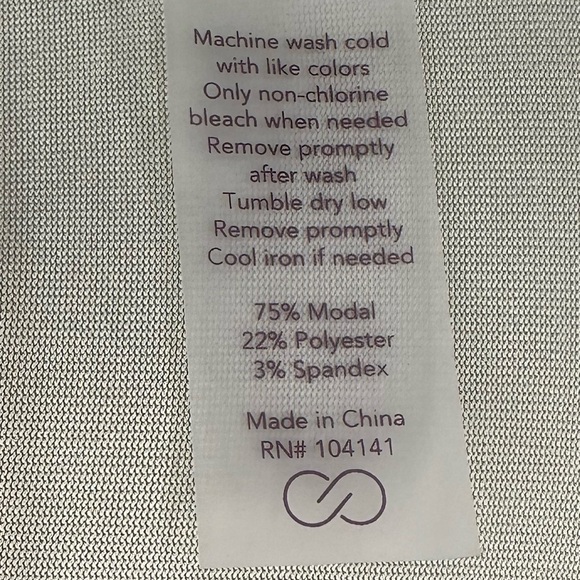 Machine wash cold
with like colors
Only non-chlorine
bleach when needed
Remove promptly
after wash
Tumble dry low
Remove promptly
Cool iron if needed
75% Modal
22% Polyester
3% Spandex
Made in China
RN# 104141